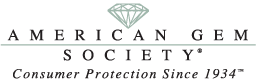 AMERICAN GEM
SOCIETY®
Consumer Protection Since 1934™